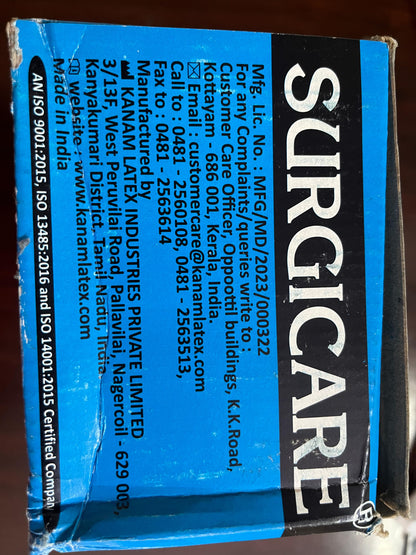 SURGICARE®
Mfg. Lic. No. : MFG/MD/2023/000322
For any Complaints/queries write to :
Customer Care Officer, Oppoottil buildings, K.K.Road,
Kottayam - 686 001, Kerala, India.
✉ Email : customercare@kanamlatex.com
Call to : 0481 - 2560108, 0481 - 2563513,
Fax to : 0481 - 2563614
Manufactured by
KANAM LATEX INDUSTRIES PRIVATE LIMITED
3/13F, West Peruvilai Road, Pallavilai, Nagercoil - 629 003,
Kanyakumari District, Tamil Nadu, India
website - www.kanamlatex.com
Made in India
AN ISO 9001:2015, ISO 13485:2016 and ISO 14001:2015 Certified Compan